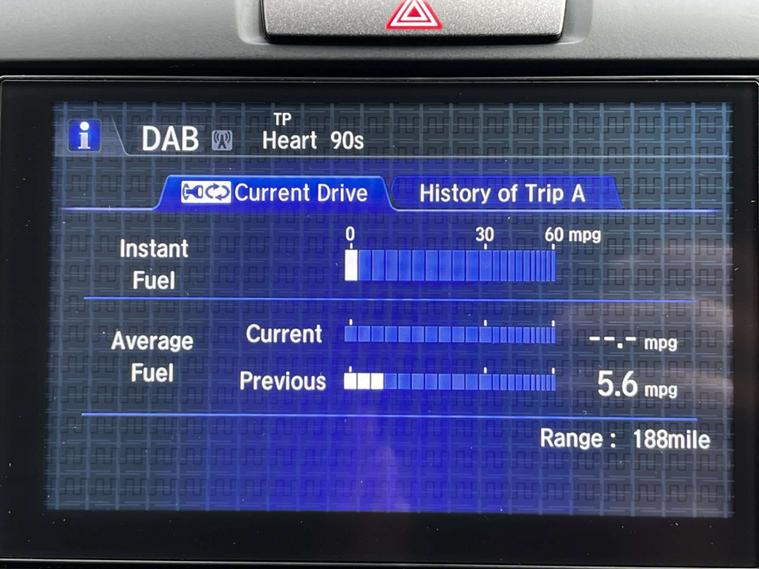 i DAB TP
Heart 90s
Current Drive History of Trip A
0 30 60 mpg
Instant
Fuel
Average
Fuel
Current --.- mpg
Previous 5.6 mpg
Range : 188mile